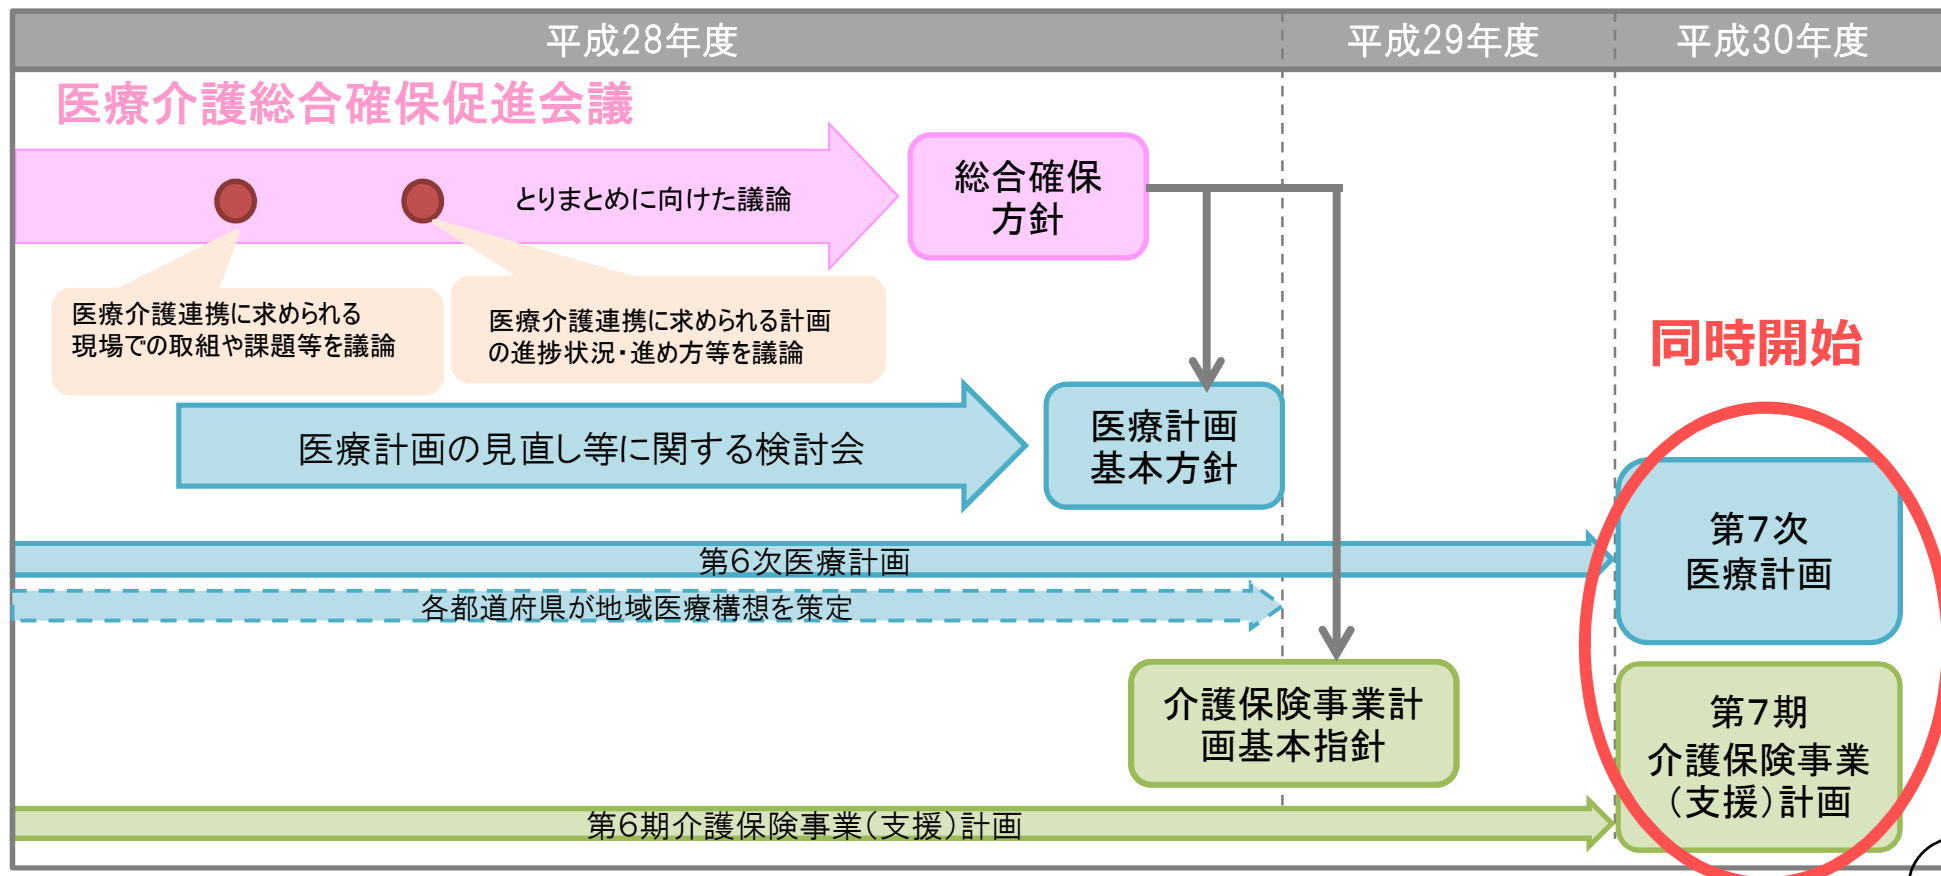 平成28年度
平成29年度
平成30年度
医療介護総合確保促進会議
とりまとめに向けた議論
総合確保
方針
医療介護連携に求められる
現場での取組や課題等を議論
医療介護連携に求められる計画
の進捗状況・進め方等を議論
同時開始
医療計画の見直し等に関する検討会
医療計画
基本方針
第6次医療計画
各都道府県が地域医療構想を策定
第7次
医療計画
介護保険事業計
画基本指針
第7期
介護保険事業
（支援）計画
第6期介護保険事業（支援）計画